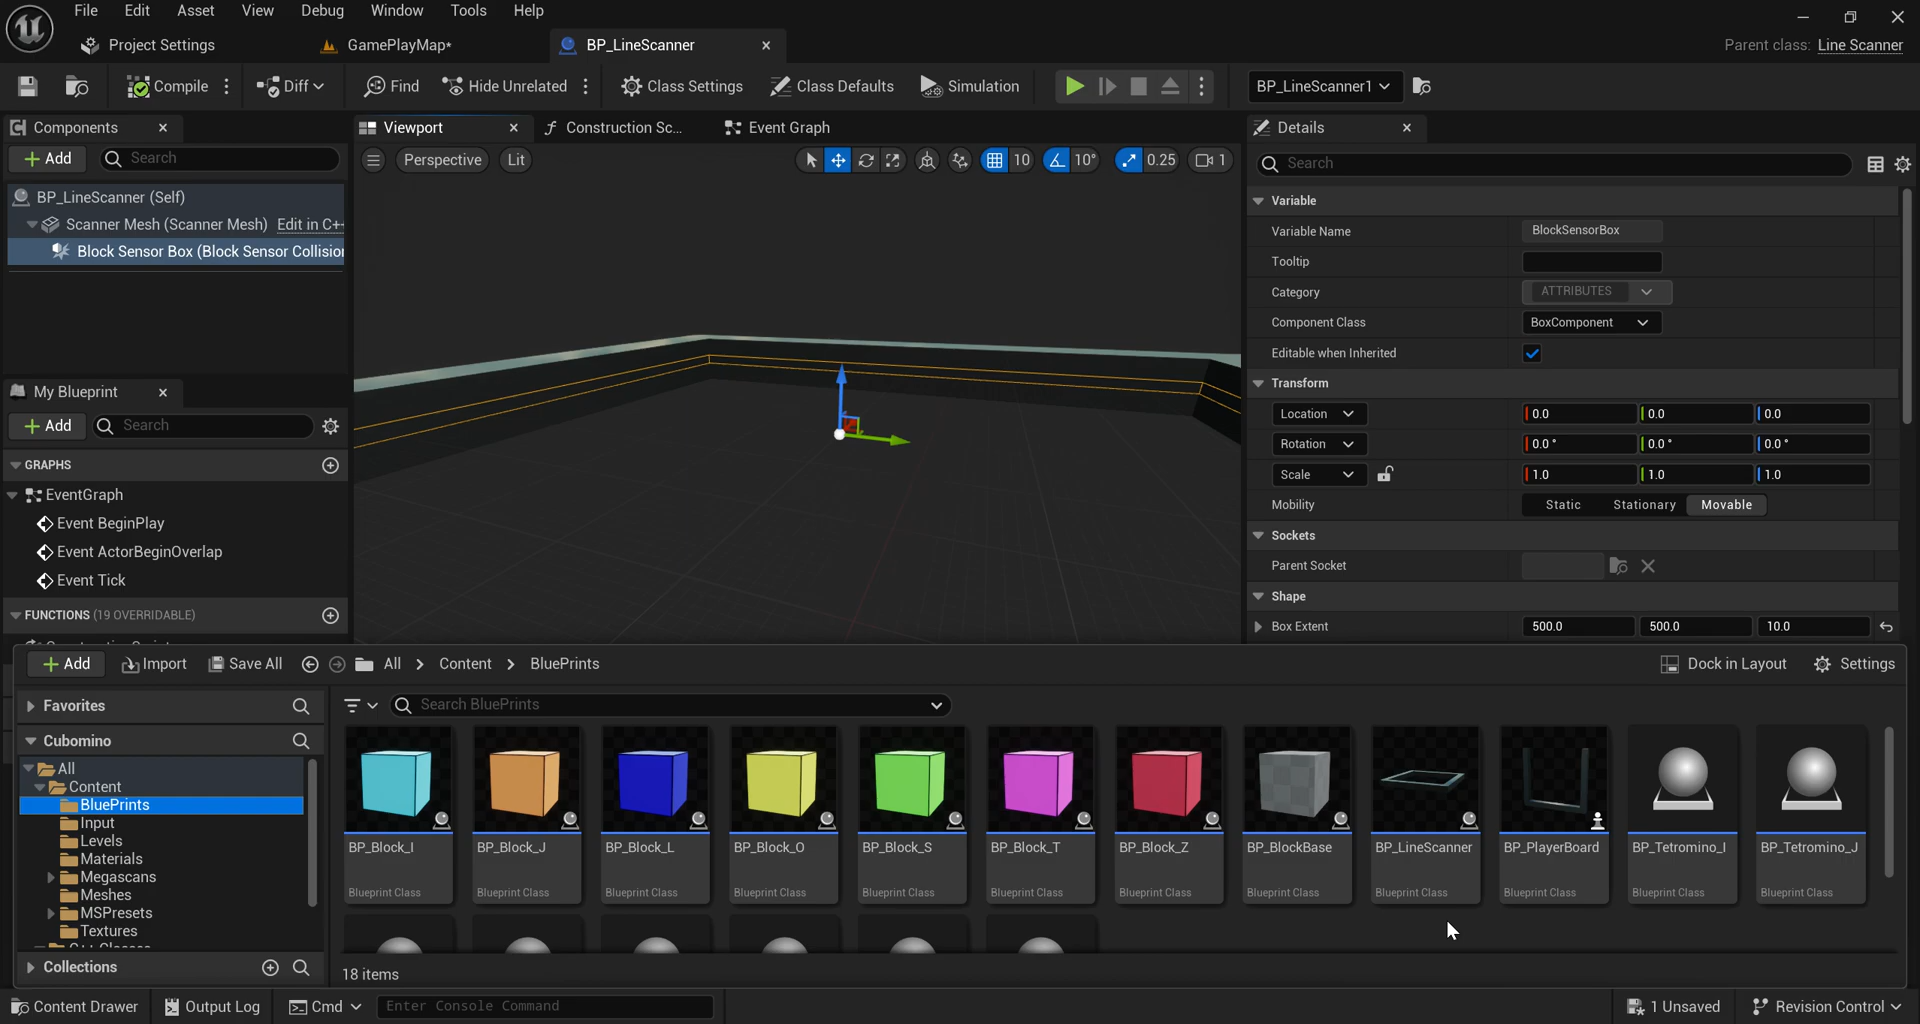 File Edit Asset View Debug Window Tools Help
Project Settings
GamePlayMap*
BP_LineScanner
Parent class: Line Scanner
Compile
Diff
Find
Hide Unrelated
Class Settings
Class Defaults
Simulation
BP_LineScanner1
Components
Viewport
Construction Sc...
Event Graph
Details
Add
Search
Perspective
Lit
10
10°
0.25
1
Search
BP_LineScanner (Self)
Scanner Mesh (Scanner Mesh) Edit in C++
Block Sensor Box (Block Sensor Collision
Variable
Variable Name
BlockSensorBox
Tooltip
Category
ATTRIBUTES
Component Class
BoxComponent
Editable when Inherited
Transform
Location
0.0 0.0 0.0
Rotation
0.0 ° 0.0 ° 0.0 °
Scale
1.0 1.0 1.0
Mobility
Static Stationary Movable
Sockets
Parent Socket
Shape
Box Extent
500.0 500.0 10.0
My Blueprint
Add
Search
GRAPHS
EventGraph
Event BeginPlay
Event ActorBeginOverlap
Event Tick
FUNCTIONS (19 OVERRIDABLE)
Add
Import
Save All
All
Content
BluePrints
Dock in Layout
Settings
Favorites
Cubomino
All
Content
BluePrints
Input
Levels
Materials
Megascans
Meshes
MSPresets
Textures
Collections
Search BluePrints
BP_Block_I
Blueprint Class
BP_Block_J
Blueprint Class
BP_Block_L
Blueprint Class
BP_Block_O
Blueprint Class
BP_Block_S
Blueprint Class
BP_Block_T
Blueprint Class
BP_Block_Z
Blueprint Class
BP_BlockBase
Blueprint Class
BP_LineScanner
Blueprint Class
BP_PlayerBoard
Blueprint Class
BP_Tetromino_I
Blueprint Class
BP_Tetromino_J
Blueprint Class
18 items
Content Drawer
Output Log
Cmd
Enter Console Command
1 Unsaved
Revision Control